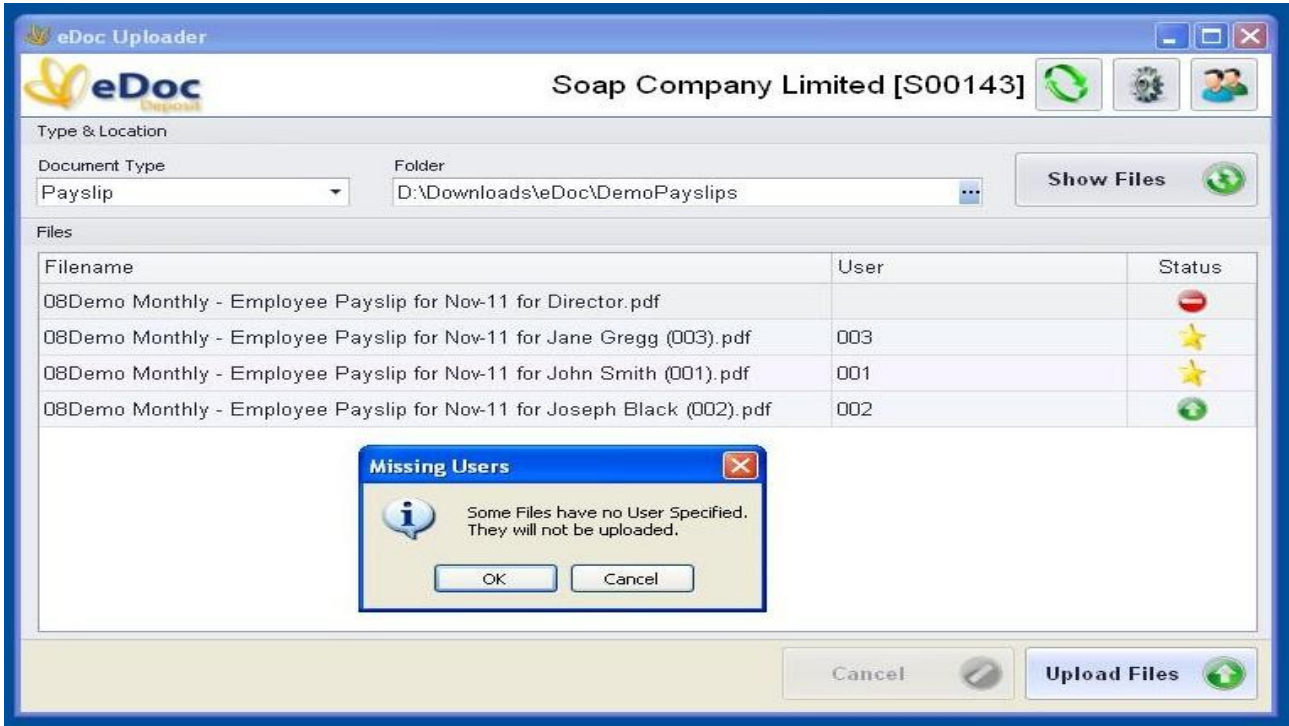 eDoc Uploader
eDoc
Deposit
Soap Company Limited [S00143]
Type & Location
Document Type
Folder
Payslip
D:\Downloads\eDoc\DemoPayslips
...
Show Files
Files
Filename User Status
08Demo Monthly - Employee Payslip for Nov-11 for Director.pdf
08Demo Monthly - Employee Payslip for Nov-11 for Jane Gregg (003).pdf 003
08Demo Monthly - Employee Payslip for Nov-11 for John Smith (001).pdf 001
08Demo Monthly - Employee Payslip for Nov-11 for Joseph Black (002).pdf 002
Missing Users
Some Files have no User Specified.
They will not be uploaded.
OK Cancel
Cancel Upload Files